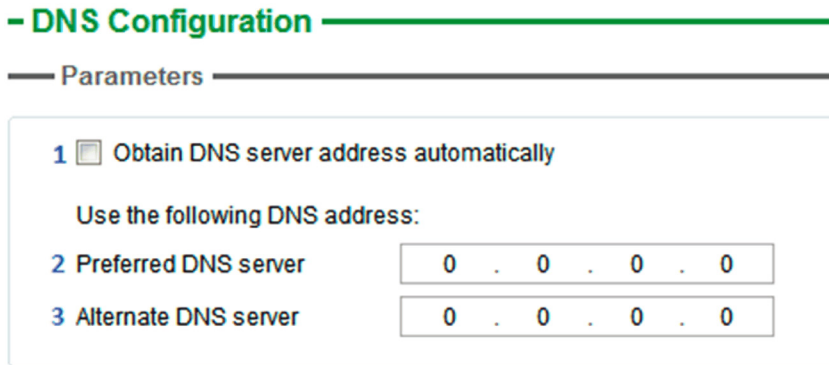 DNS Configuration
Parameters
1 Obtain DNS server address automatically
Use the following DNS address:
2 Preferred DNS server 0 . 0 . 0 . 0
3 Alternate DNS server 0 . 0 . 0 . 0